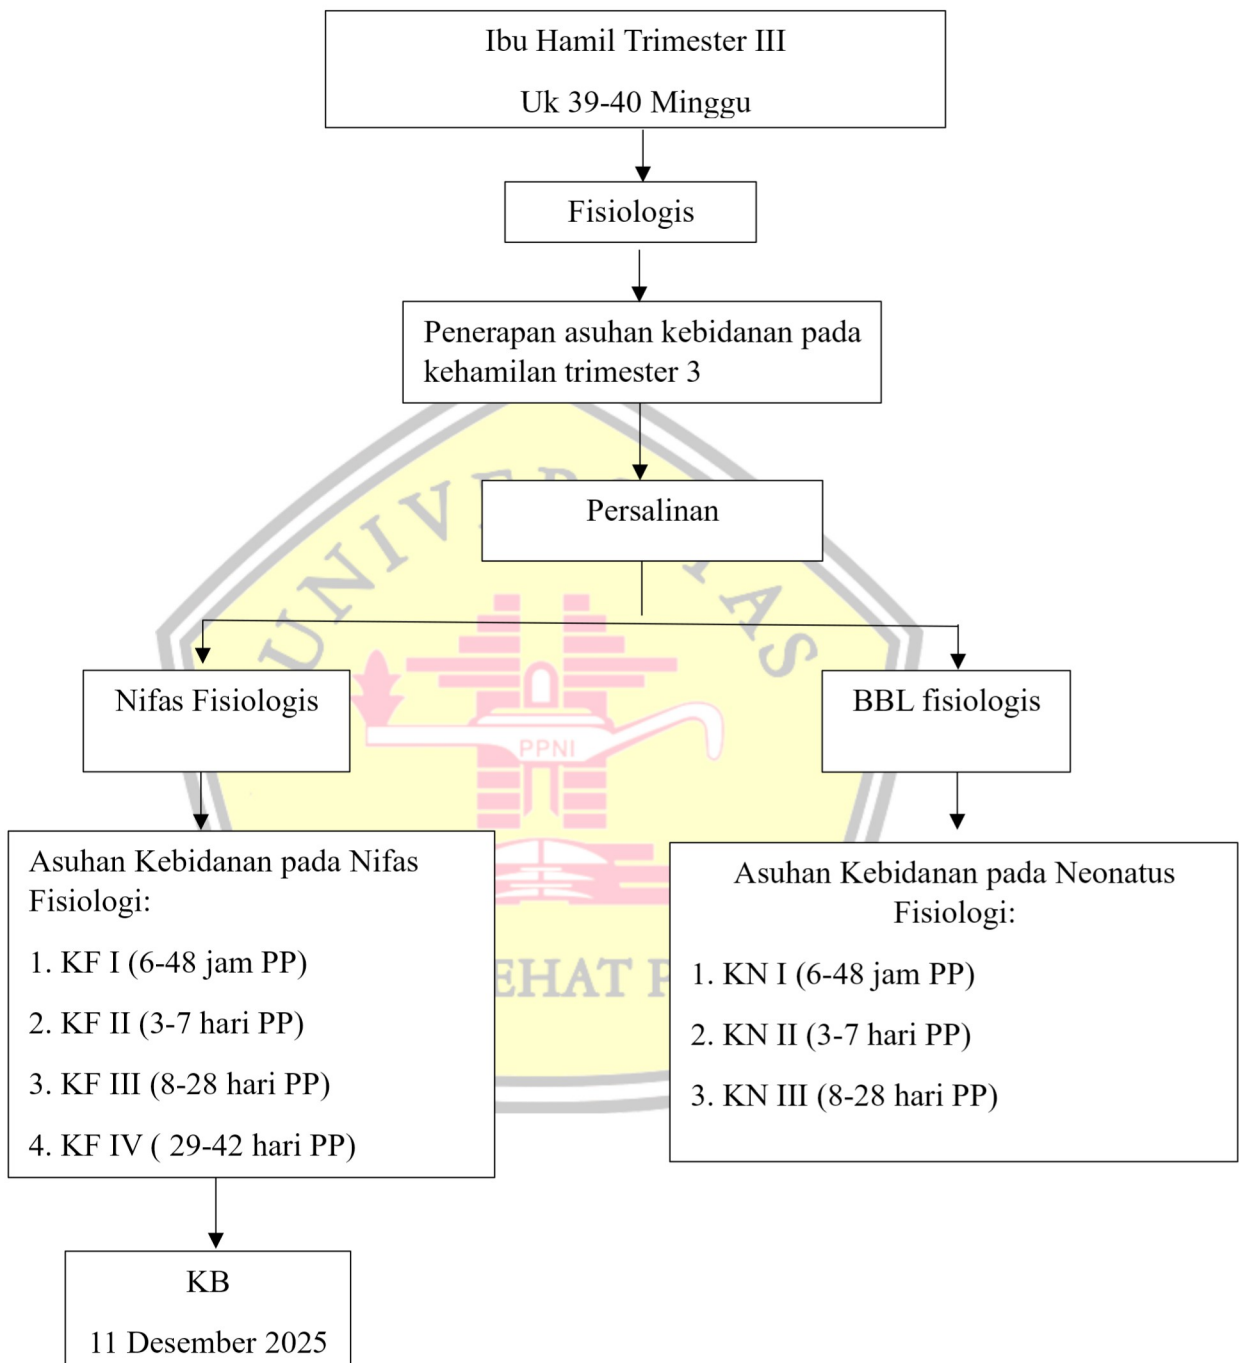 Ibu Hamil Trimester III
Uk 39-40 Minggu
Fisiologis
Penerapan asuhan kebidanan pada
kehamilan trimester 3
UNIVER
TAS
Persalinan
Nifas Fisiologis
BBL fisiologis
PPNI
Asuhan Kebidanan pada Nifas
Fisiologi:
1. KF I (6-48 jam PP)
2. KF II (3-7 hari PP)
3. KF III (8-28 hari PP)
4. KF IV ( 29-42 hari PP)
EHAT P
Asuhan Kebidanan pada Neonatus
Fisiologi:
1. KN I (6-48 jam PP)
2. KN II (3-7 hari PP)
3. KN III (8-28 hari PP)
KB
11 Desember 2025